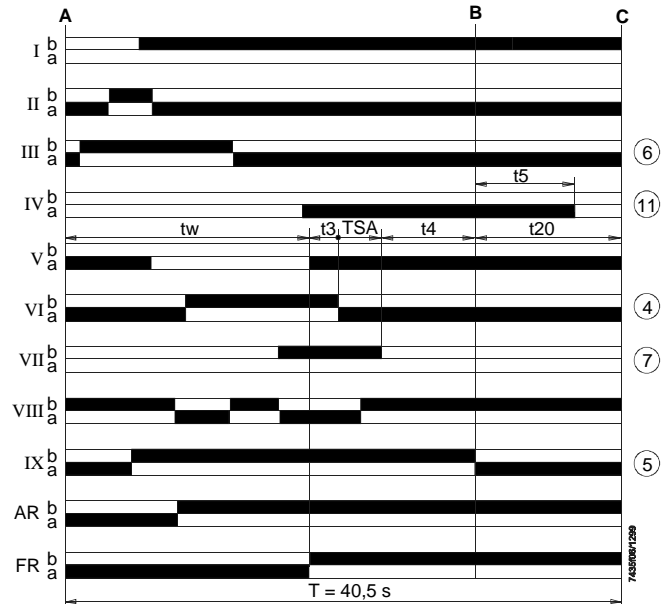 A B C
I b
a
II b
a
III b
a
6
t5
IV b
a
11
tw t3 TSA t4 t20
V b
a
VI b
a
4
VII b
a
7
VIII b
a
IX b
a
5
AR b
a
FR b
a
T = 40,5 s
7435f06/1299